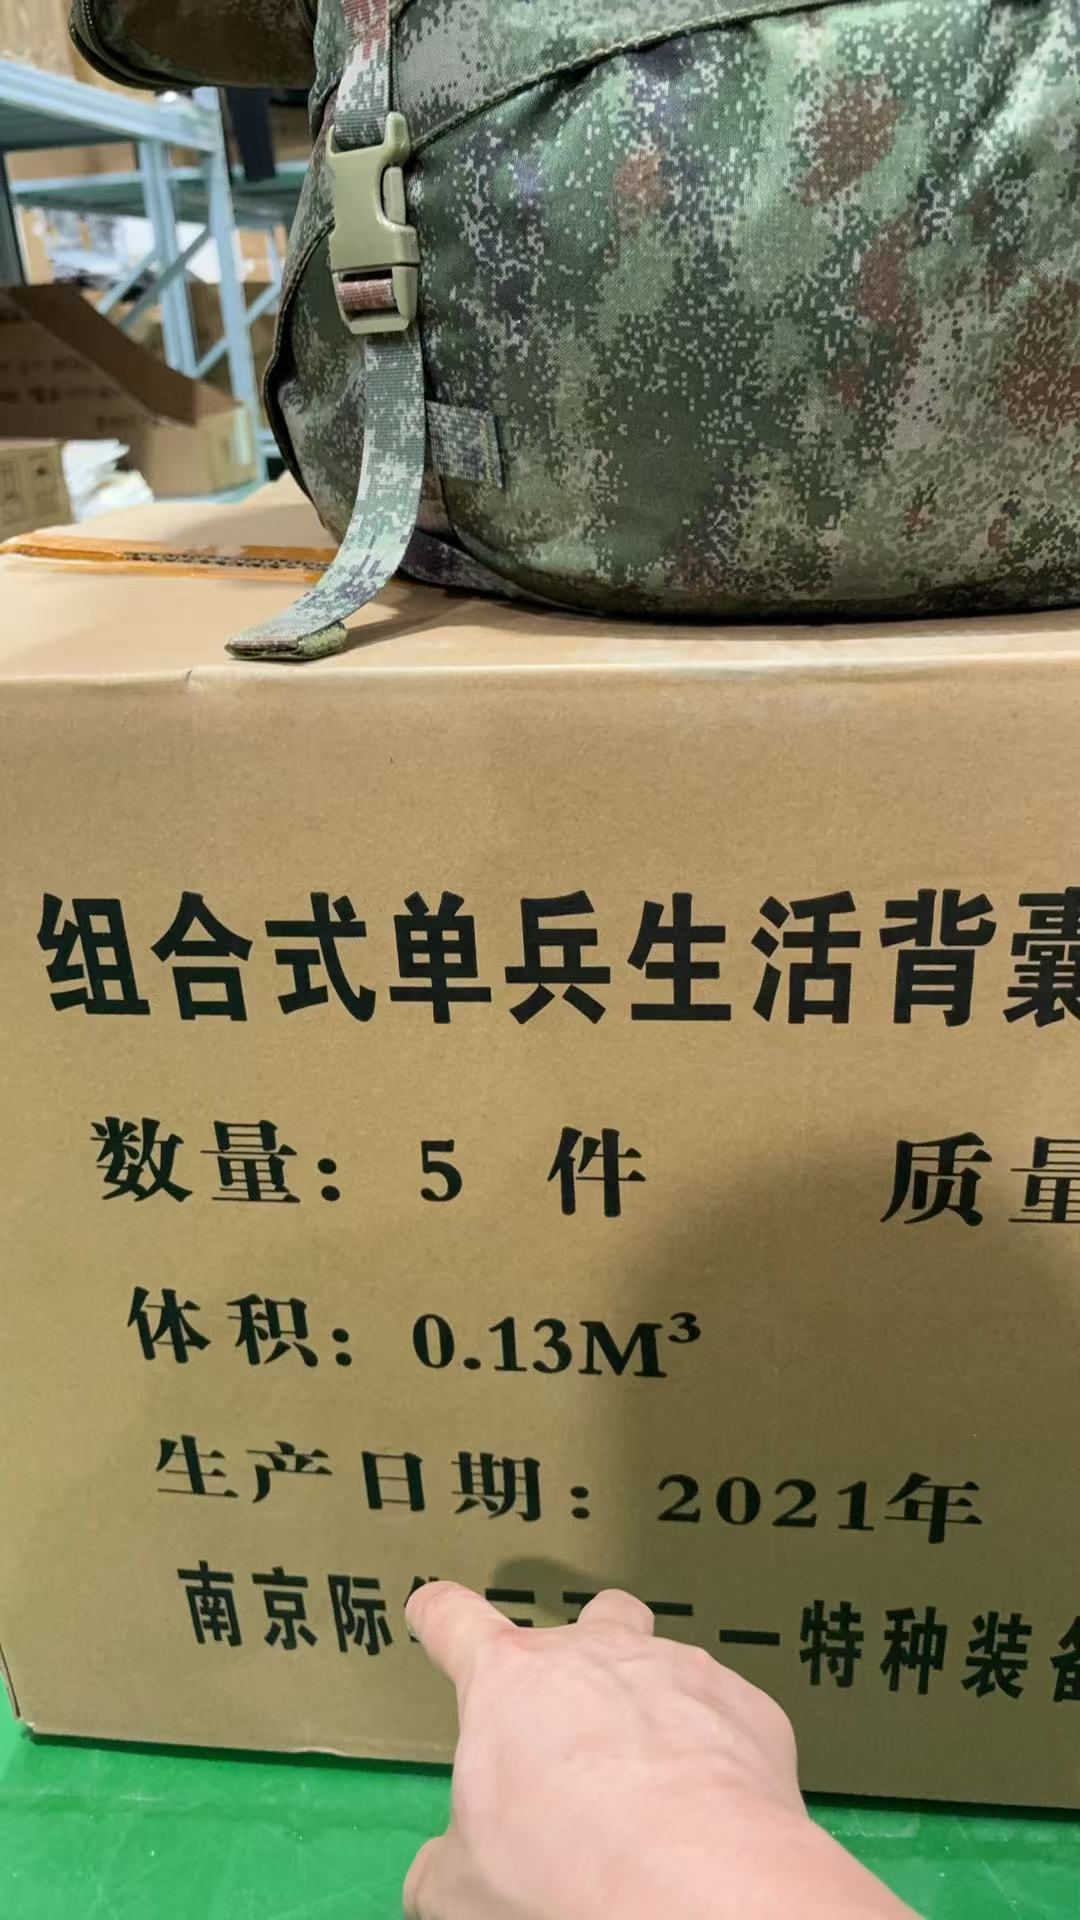 组合式单兵生活背囊
数量：5 件 质量
体积：0.13M³
生产日期：2021年
南京际 一特种装备